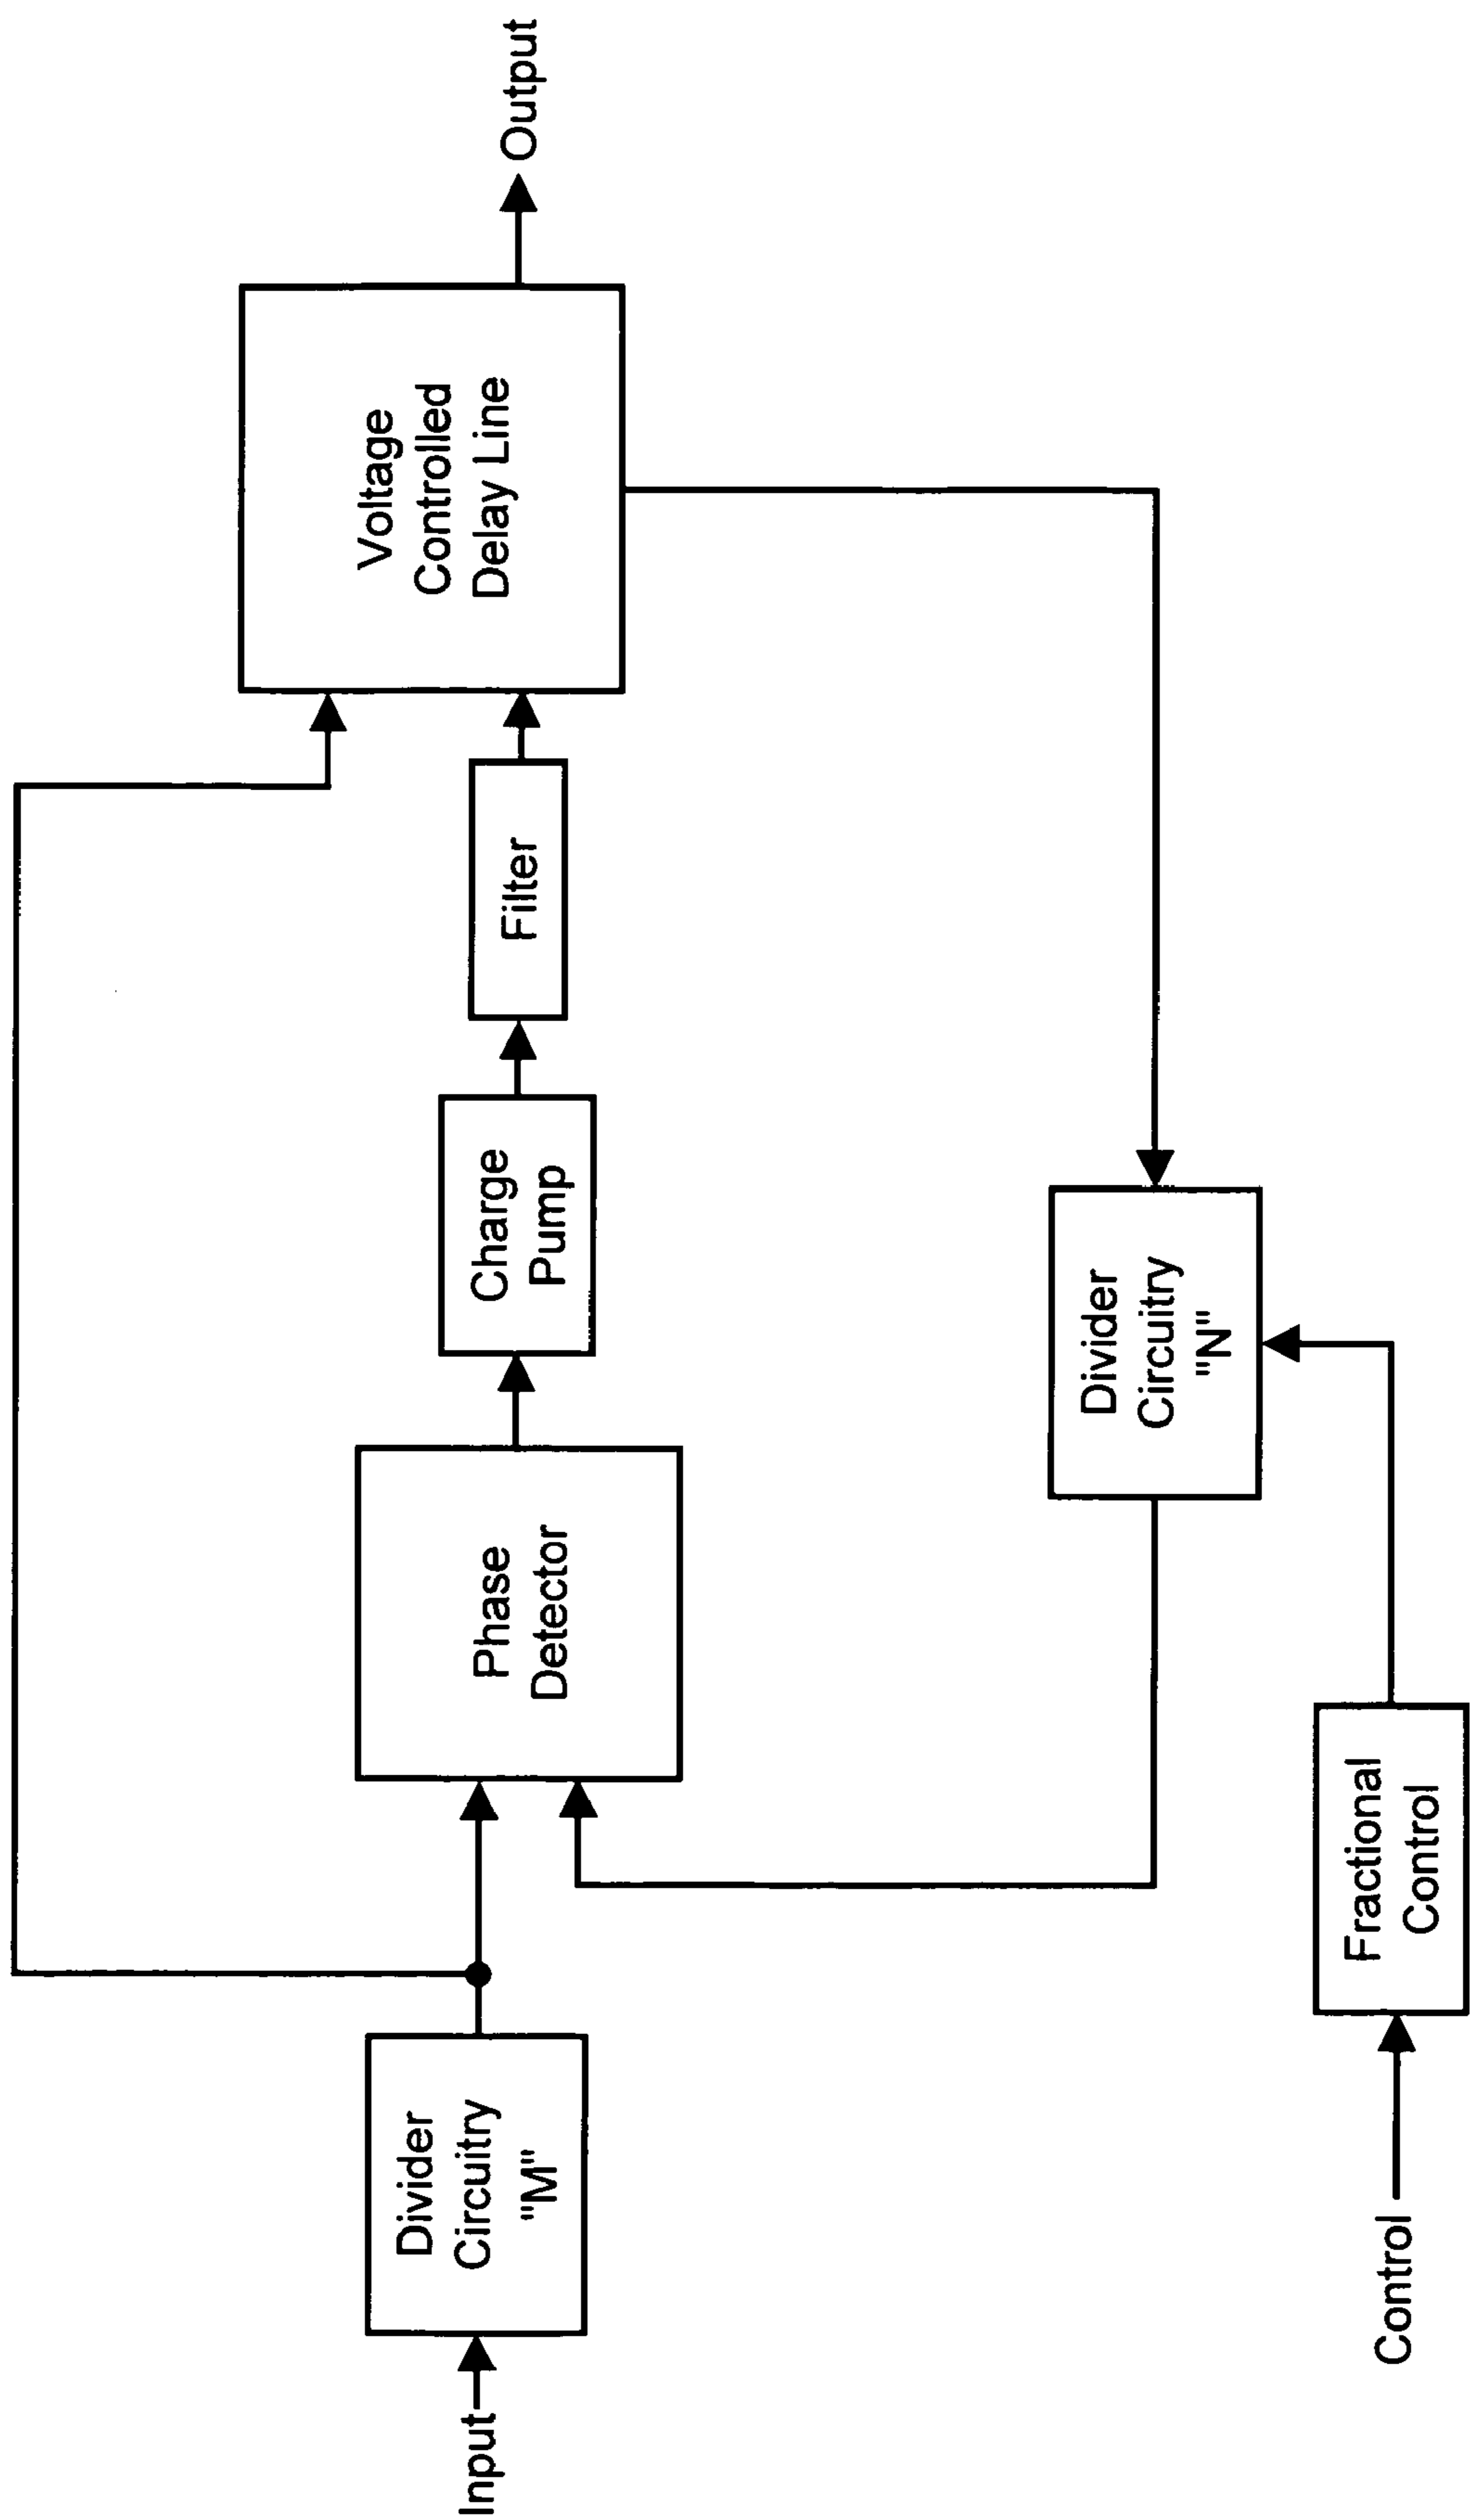 Input
Divider
Circuitry
"M"
Phase
Detector
Charge
Pump
Filter
Voltage
Controlled
Delay Line
Output
Divider
Circuitry
"N"
Control
Fractional
Control